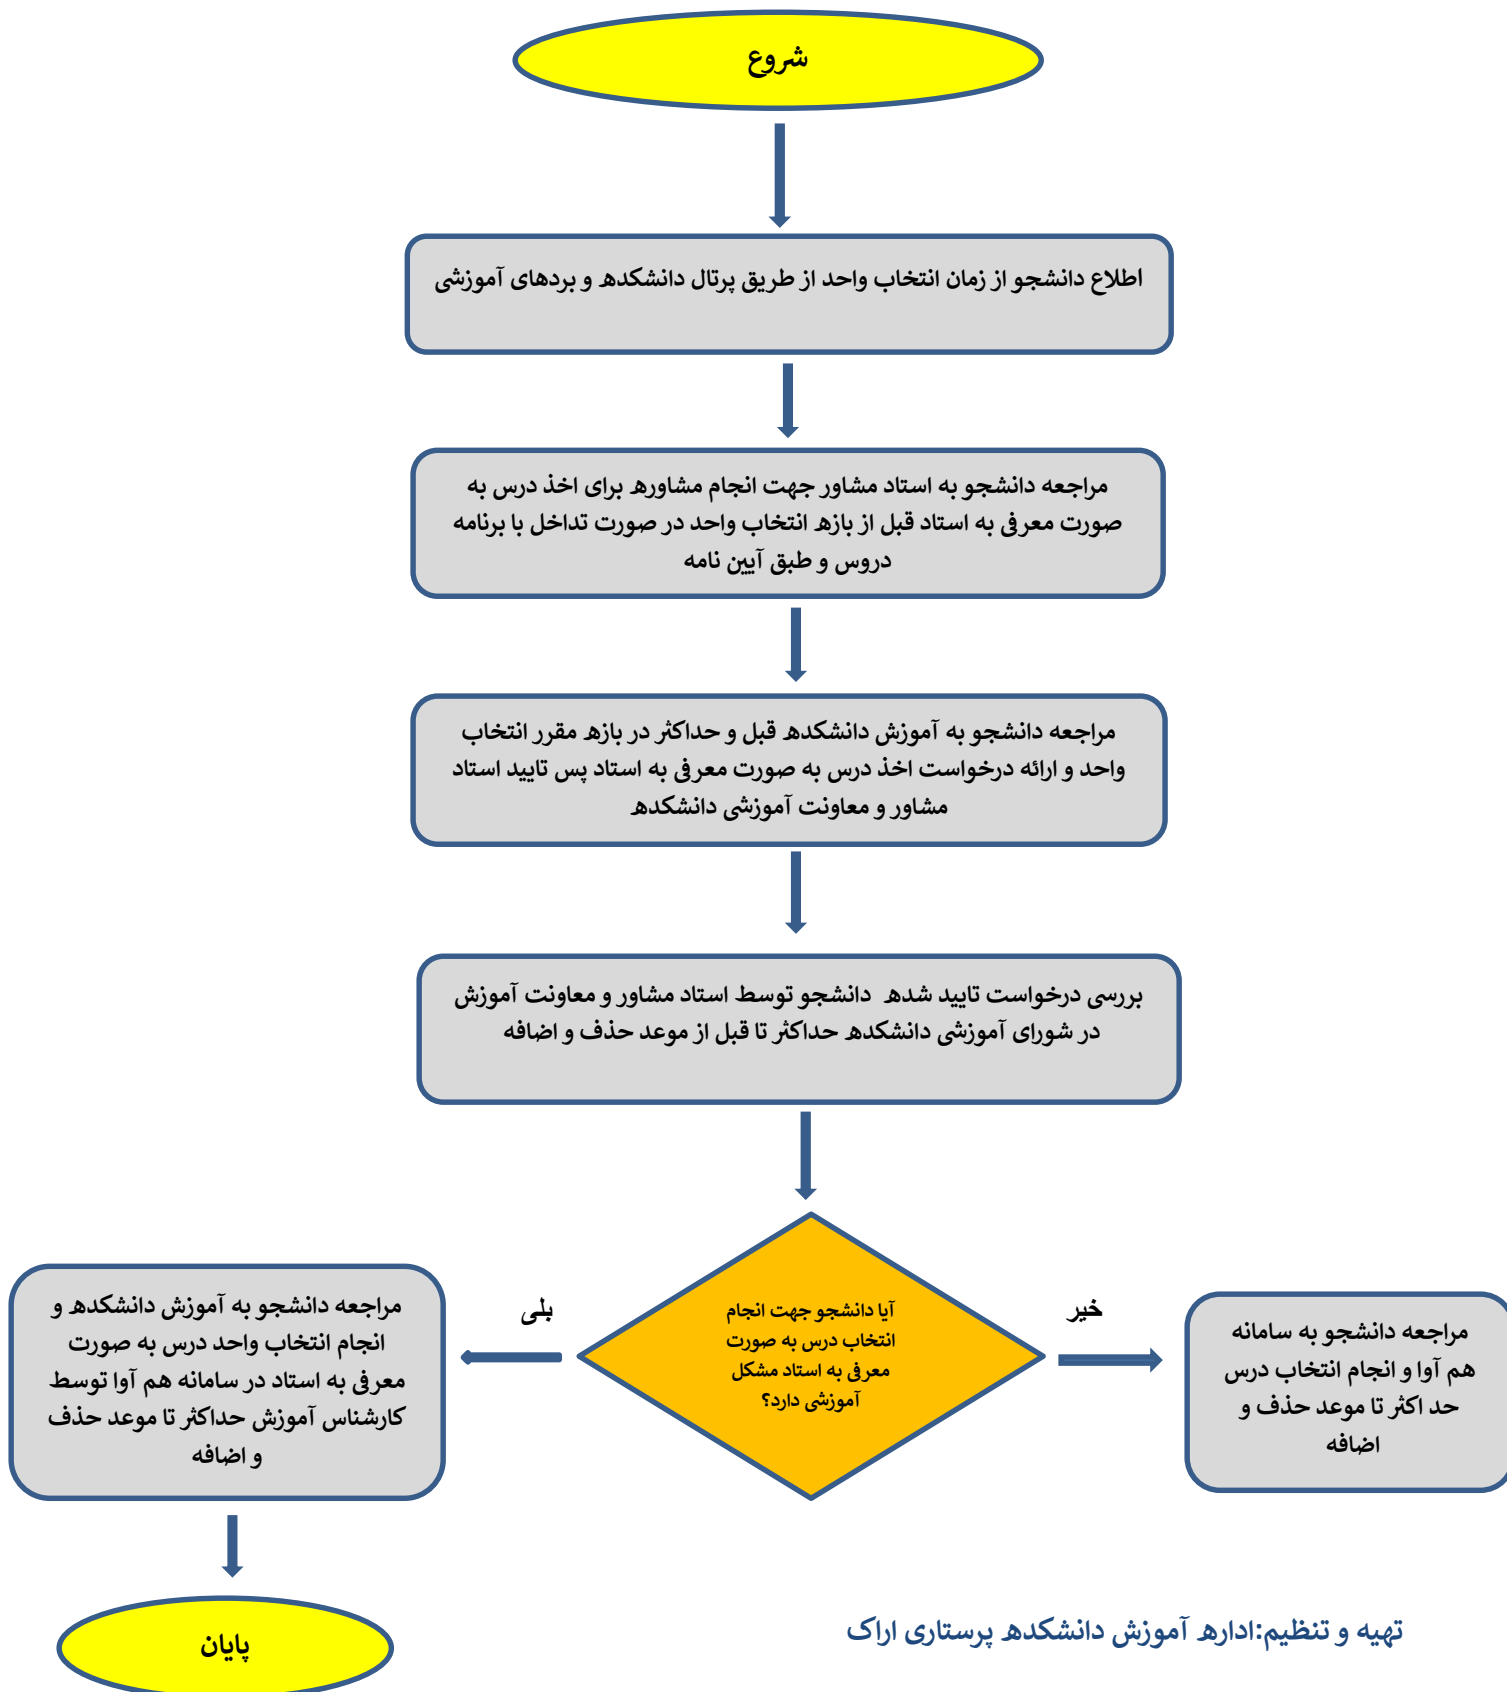 شروع
اطلاع دانشجو از زمان انتخاب واحد از طریق پرتال دانشکده و بردهای آموزشی
مراجعه دانشجو به استاد مشاور جهت انجام مشاوره برای اخذ درس به
صورت معرفی به استاد قبل از بازه انتخاب واحد در صورت تداخل با برنامه
دروس و طبق آیین نامه
مراجعه دانشجو به آموزش دانشکده قبل و حداکثر در بازه مقرر انتخاب
واحد و ارائه درخواست اخذ درس به صورت معرفی به استاد پس تایید استاد
مشاور و معاونت آموزشی دانشکده
بررسی درخواست تایید شده دانشجو توسط استاد مشاور و معاونت آموزش
در شورای آموزشی دانشکده حداکثر تا قبل از موعد حذف و اضافه
آیا دانشجو جهت انجام
انتخاب درس به صورت
معرفی به استاد مشکل
آموزشی دارد؟
خیر
مراجعه دانشجو به سامانه
هم آوا و انجام انتخاب درس
حد اکثر تا موعد حذف و
اضافه
بلی
مراجعه دانشجو به آموزش دانشکده و
انجام انتخاب واحد درس به صورت
معرفی به استاد در سامانه هم آوا توسط
کارشناس آموزش حداکثر تا موعد حذف
و اضافه
پایان
تهیه و تنظیم:اداره آموزش دانشکده پرستاری اراک